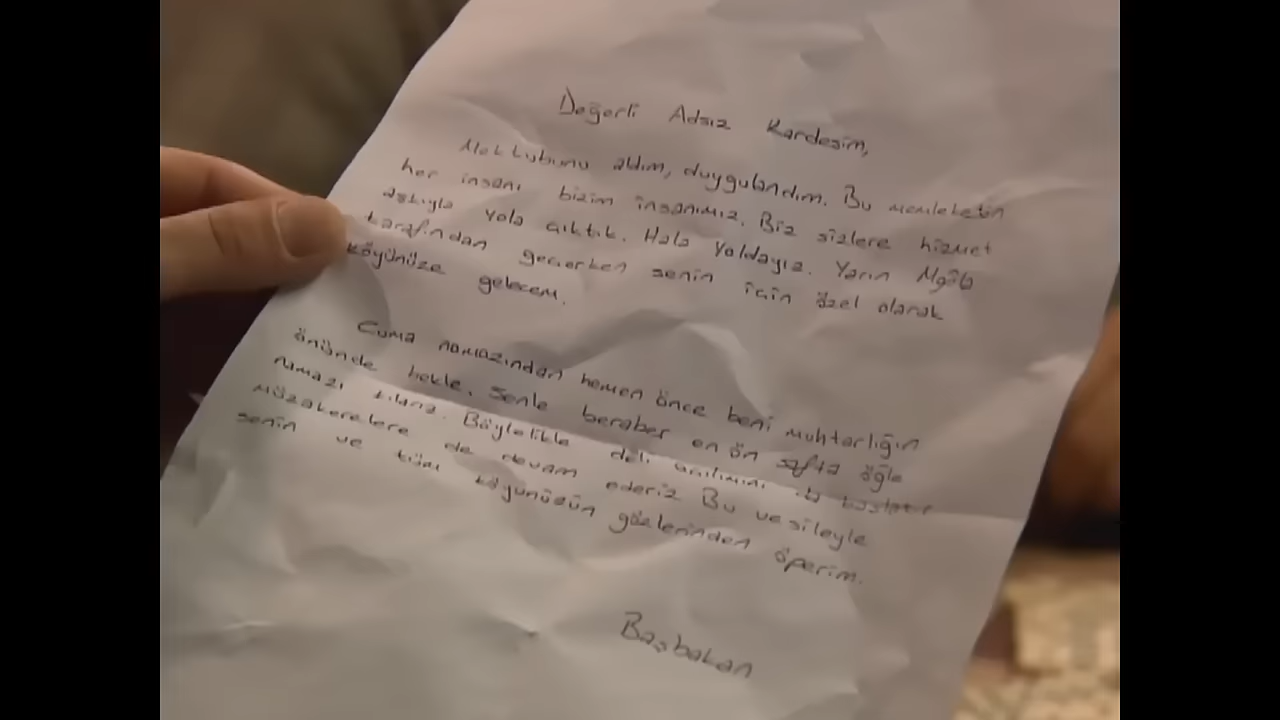 Değerli Adsız Kardeşim,
Mektubunu aldım, duygulandım. Bu memleketin
her insanı bizim insanımız. Biz sizlere hizmet
aşkıyla yola çıktık. Hala Yoldayız. Yarın
tarafından geçerken senin için özel olarak
köyünüze gelecem.
Cuma namazından hemen önce beni muhtarlığın
önünde bekle. Senle beraber en ön safta öğle
namazı kılarız. Böylelikle deli açılımını
müzakerelere de devam ederiz Bu vesileyle
senin ve tüm köyünüzün gözlerinden öperim.
Başbakan